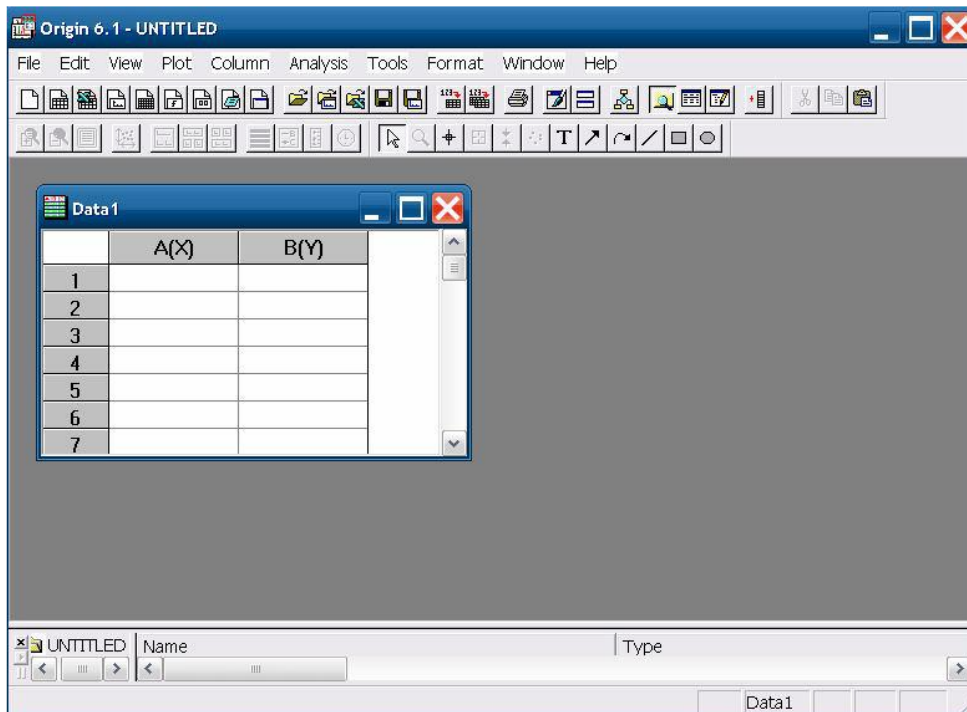 Origin 6.1 - UNTITLED
File Edit View Plot Column Analysis Tools Format Window Help
T
Data1
A(X) B(Y)
1
2
3
4
5
6
7
UNTITLED Name Type
Data1